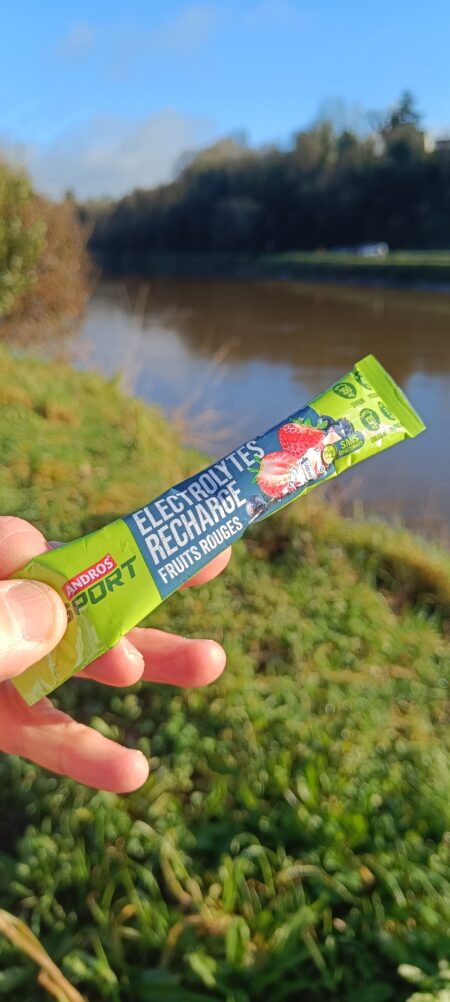 ANDROS
SPORT
ELECTROLYTES
RECHARGE
FRUITS ROUGES
SANS